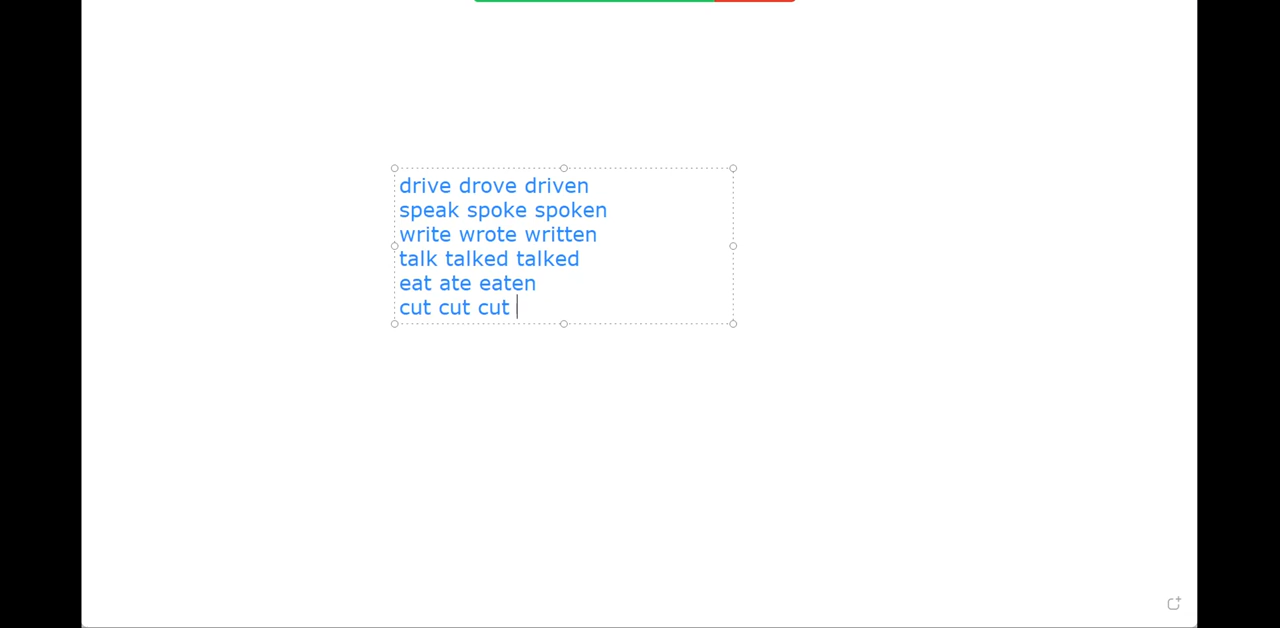 drive drove driven
speak spoke spoken
write wrote written
talk talked talked
eat ate eaten
cut cut cut